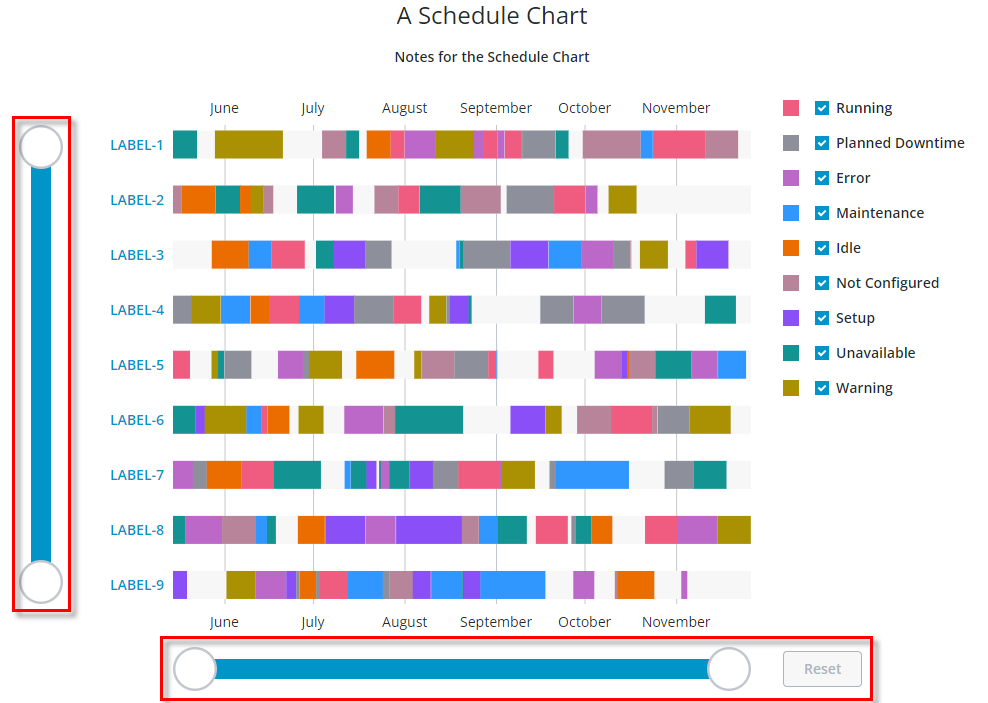 A Schedule Chart
Notes for the Schedule Chart
June July August September October November
LABEL-1
LABEL-2
LABEL-3
LABEL-4
LABEL-5
LABEL-6
LABEL-7
LABEL-8
LABEL-9
June July August September October November
Running
Planned Downtime
Error
Maintenance
Idle
Not Configured
Setup
Unavailable
Warning
Reset